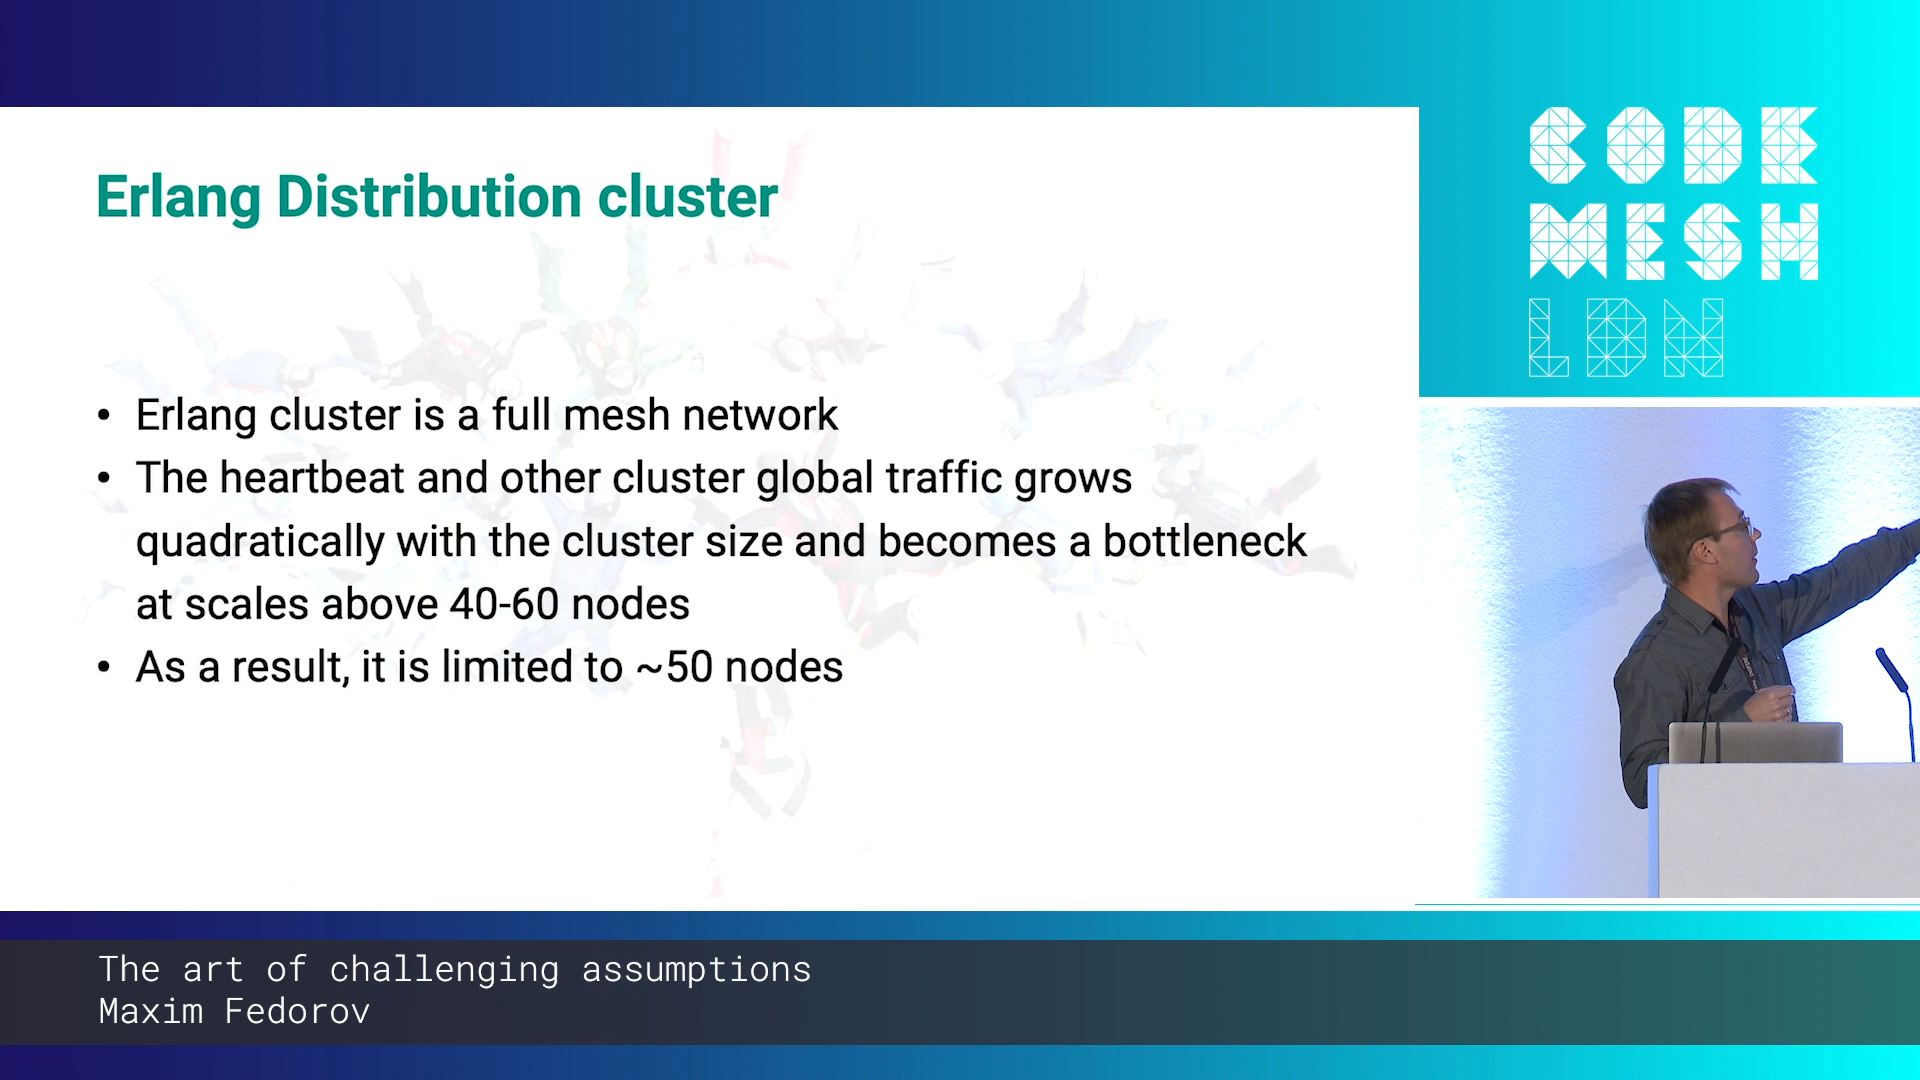 Erlang Distribution cluster
• Erlang cluster is a full mesh network
• The heartbeat and other cluster global traffic grows
quadratically with the cluster size and becomes a bottleneck
at scales above 40-60 nodes
• As a result, it is limited to ~50 nodes
CODE
MESH
LDN
The art of challenging assumptions
Maxim Fedorov